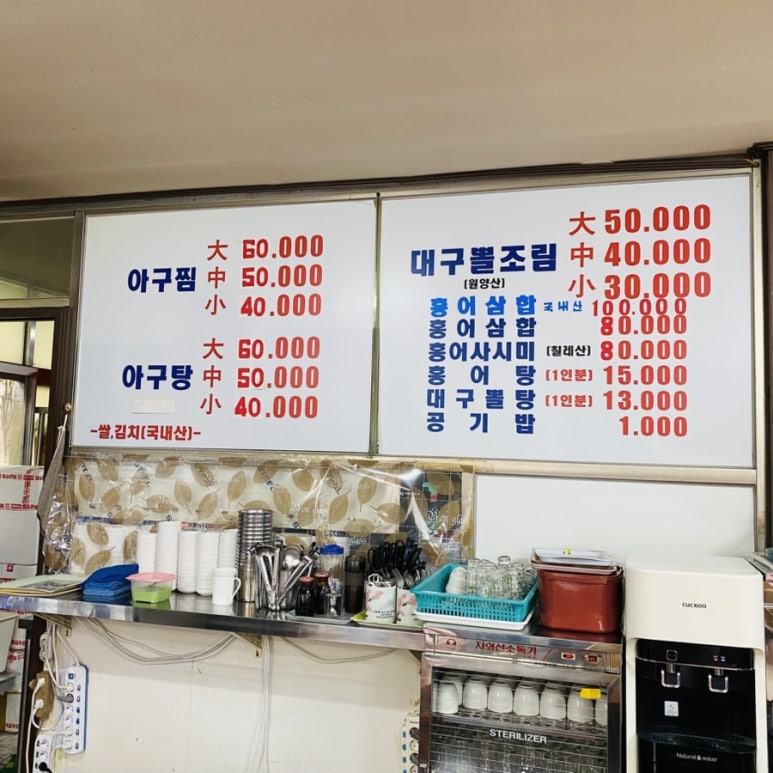 아구찜
大 60.000
中 50.000
小 40.000
아구탕
大 60.000
中 50.000
小 40.000
-쌀,김치(국내산)-
대구뽈조림
(원양산)
大 50.000
中 40.000
小 30.000
홍어삼합 국내산 100.000
홍어삼합 80.000
홍어사시미 (칠레산) 80.000
홍어탕 (1인분) 15.000
대구뽈탕 (1인분) 13.000
공기밥 1.000
자외선소독기
STERILIZER
CUCKOO
Natural water